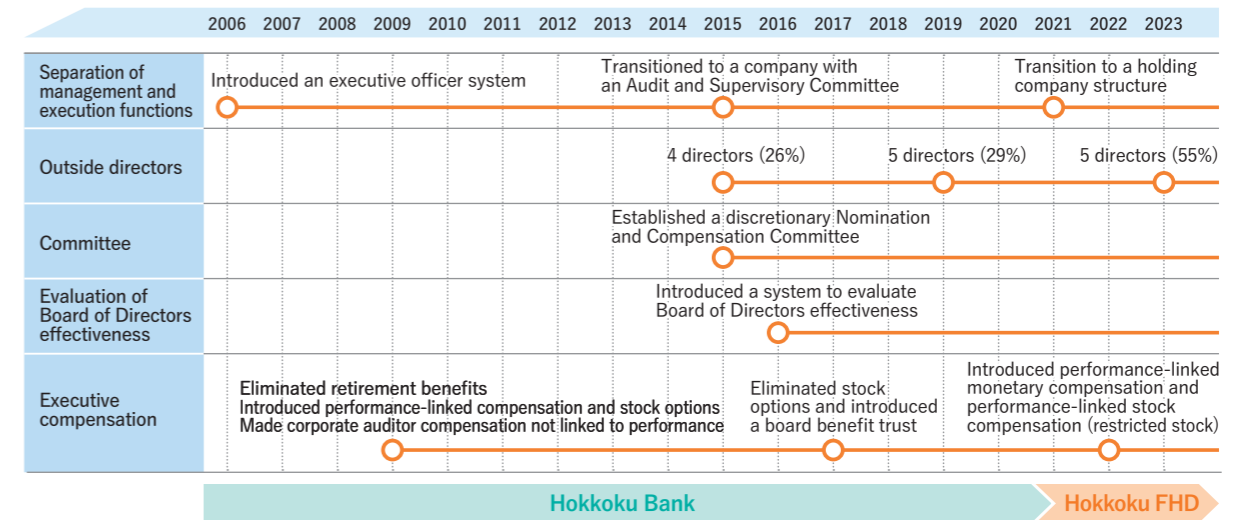 2006 2007 2008 2009 2010 2011 2012 2013 2014 2015 2016 2017 2018 2019 2020 2021 2022 2023
Separation of
management and
execution functions
Introduced an executive officer system
Transitioned to a company with
an Audit and Supervisory Committee
Transition to a holding
company structure
Outside directors
4 directors (26%)
5 directors (29%)
5 directors (55%)
Committee
Established a discretionary Nomination
and Compensation Committee
Evaluation of
Board of Directors
effectiveness
Introduced a system to evaluate
Board of Directors effectiveness
Executive
compensation
Eliminated retirement benefits
Introduced performance-linked compensation and stock options
Made corporate auditor compensation not linked to performance
Eliminated stock
options and introduced
a board benefit trust
Introduced performance-linked
monetary compensation and
performance-linked stock
compensation (restricted stock)
Hokkoku Bank
Hokkoku FHD